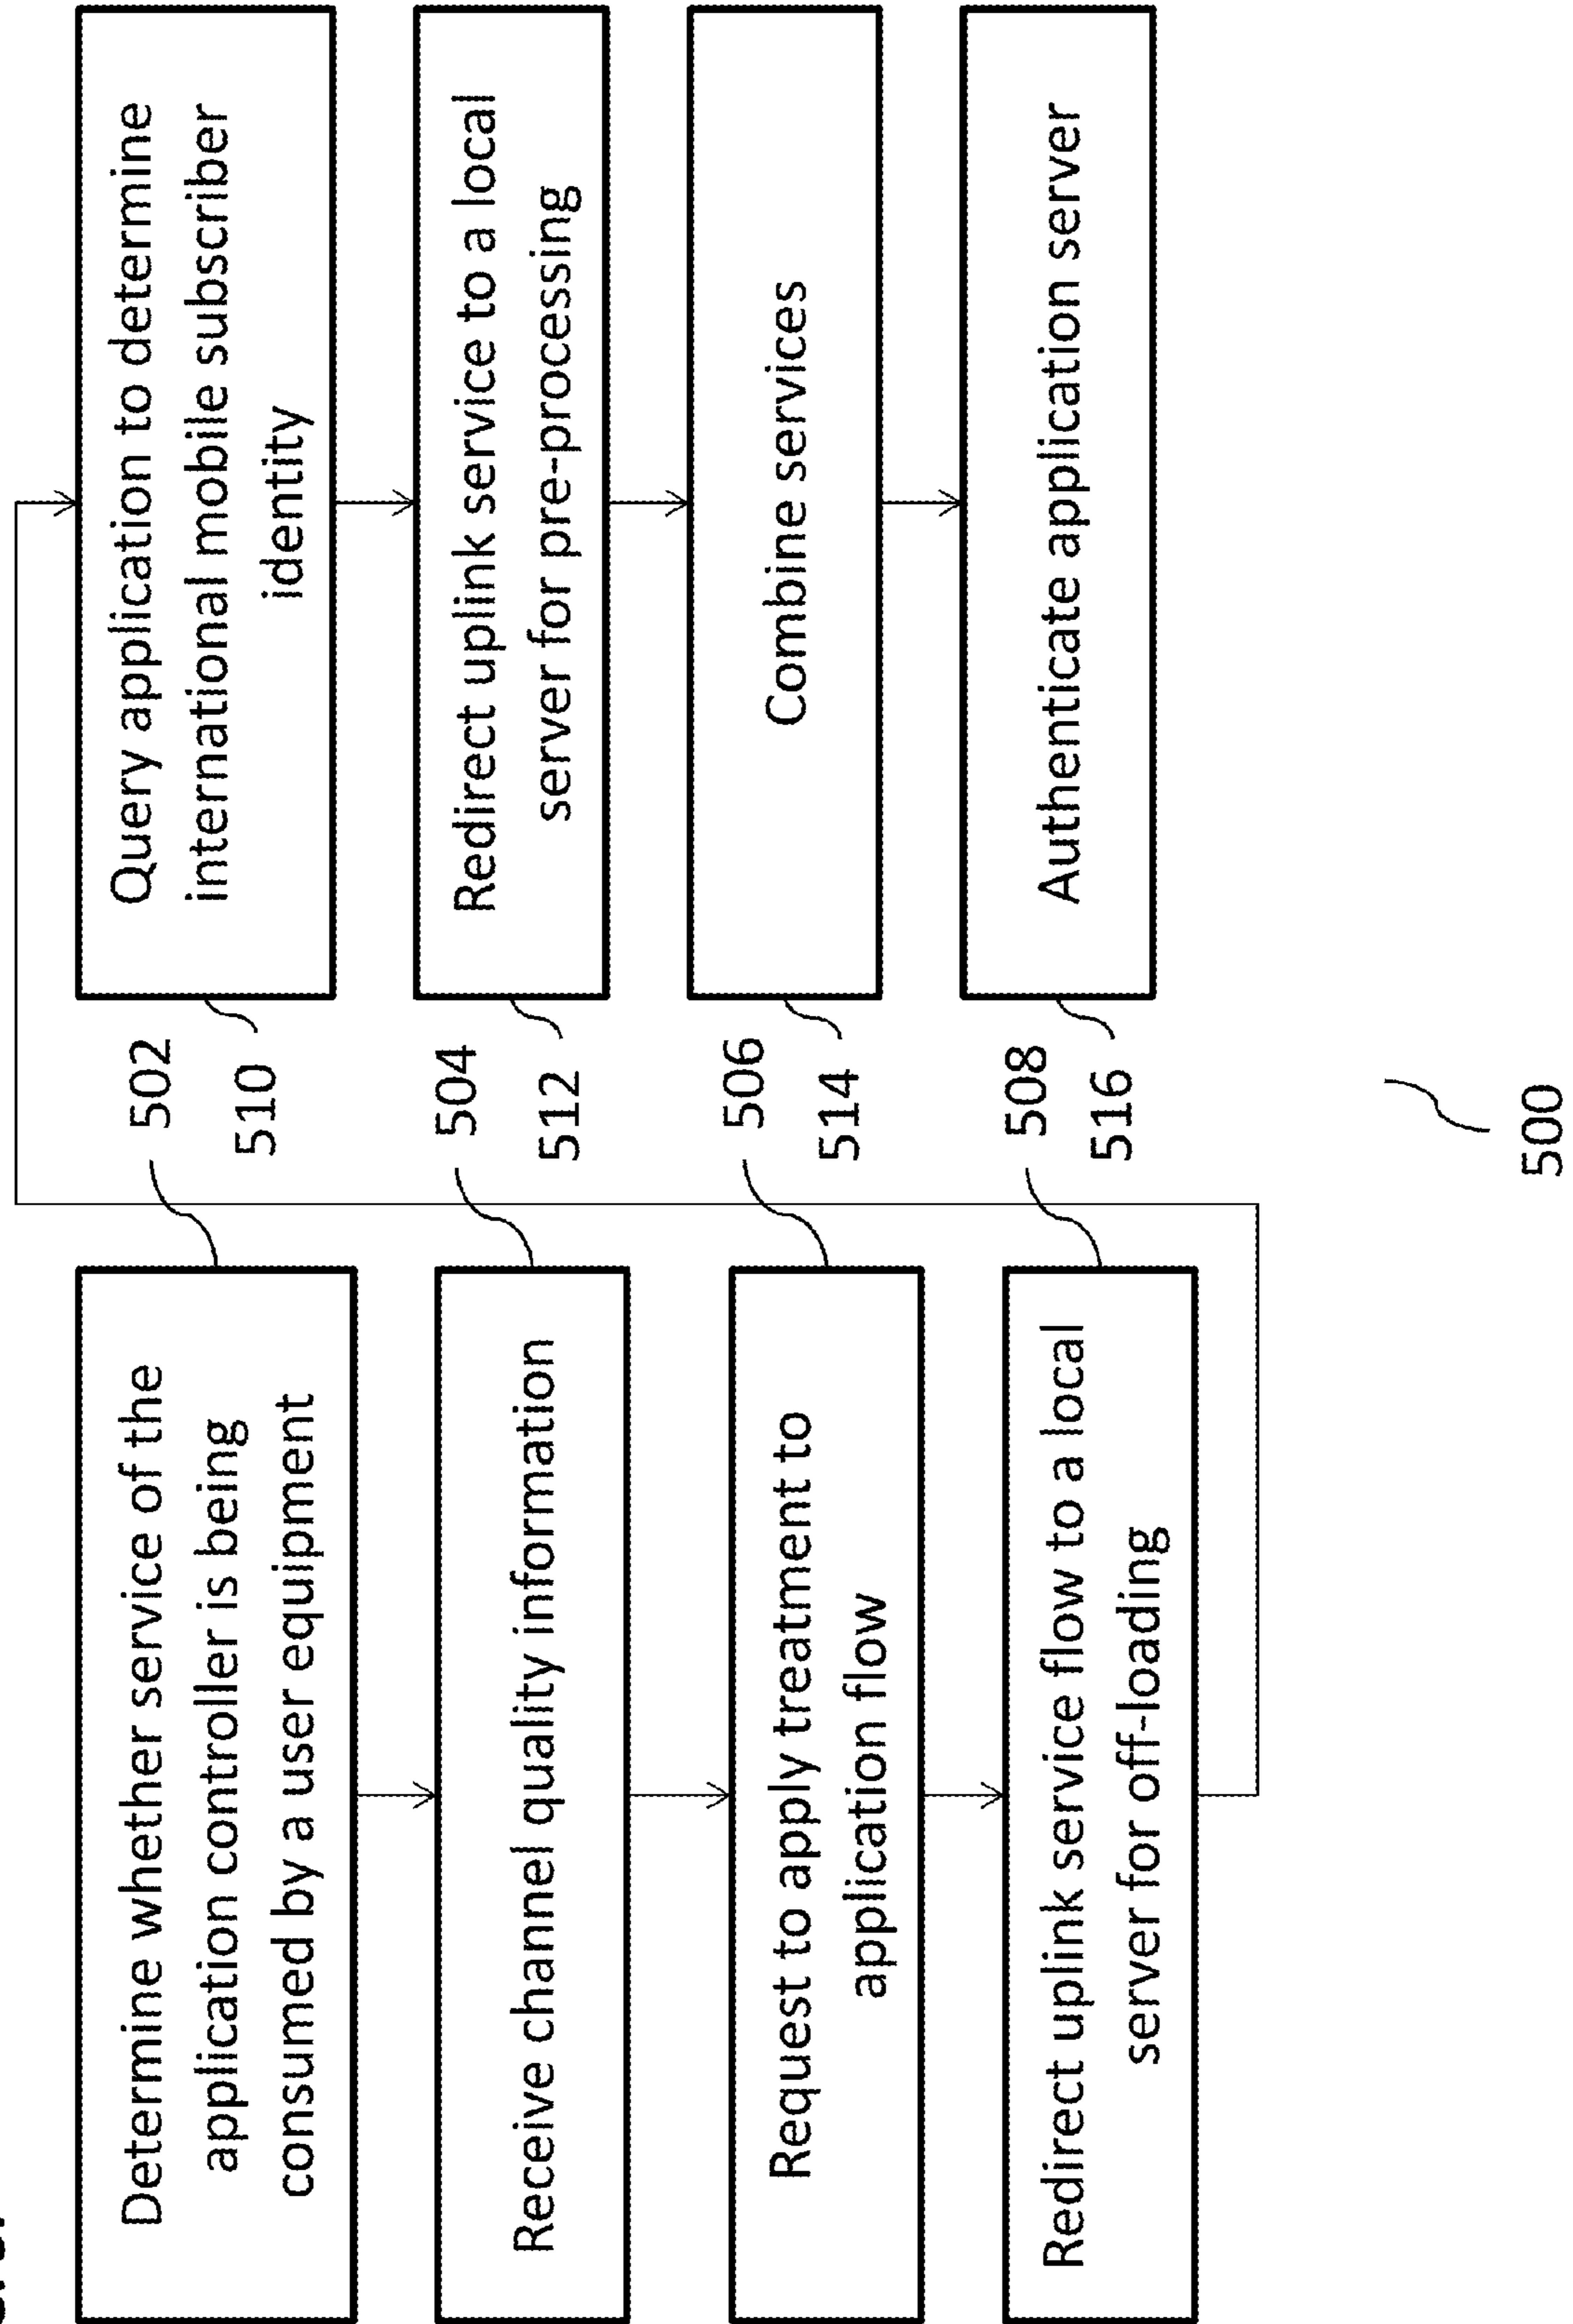 Determine whether service of the
application controller is being
consumed by a user equipment
502
Receive channel quality information
504
Request to apply treatment to
application flow
506
Redirect uplink service flow to a local
server for off-loading
508
Query application to determine
international mobile subscriber
identity
510
Redirect uplink service to a local
server for pre-processing
512
Combine services
514
Authenticate application server
516
500